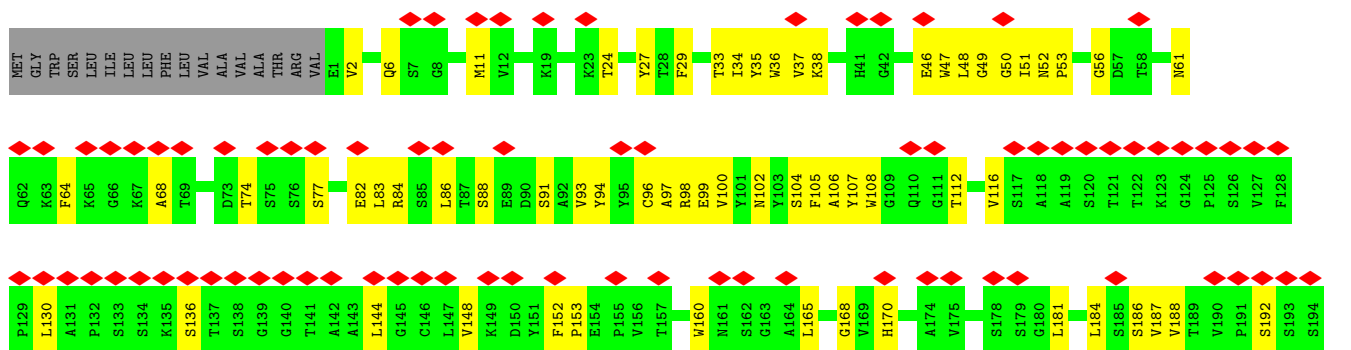 MET GLY TRP SER LEU ILE LEU LEU PHE LEU VAL ALA VAL ALA THR ARG VAL E1 V2 Q6 S7 G8 M11 V12 K19 K23 T24 Y27 T28 F29 T33 I34 Y35 W36 V37 K38 H41 G42 E46 W47 L48 G49 G50 I51 N52 P53 G56 D57 T58 N61
Q62 K63 F64 K65 G66 K67 A68 T69 D73 T74 S75 S76 S77 E82 L83 R84 S85 L86 T87 S88 E89 D90 S91 A92 V93 Y94 Y95 C96 A97 R98 E99 V100 Y101 N102 Y103 S104 F105 A106 Y107 W108 G109 Q110 G111 T112 V116 S117 A118 A119 S120 T121 T122 K123 G124 P125 S126 V127 F128
P129 L130 A131 P132 S133 S134 K135 S136 T137 S138 G139 G140 T141 A142 A143 L144 G145 C146 L147 V148 K149 D150 Y151 F152 P153 E154 P155 V156 T157 W160 N161 S162 G163 A164 L165 G168 V169 H170 A174 V175 S178 S179 G180 L181 L184 S185 S186 V187 V188 T189 V190 P191 S192 S193 S194